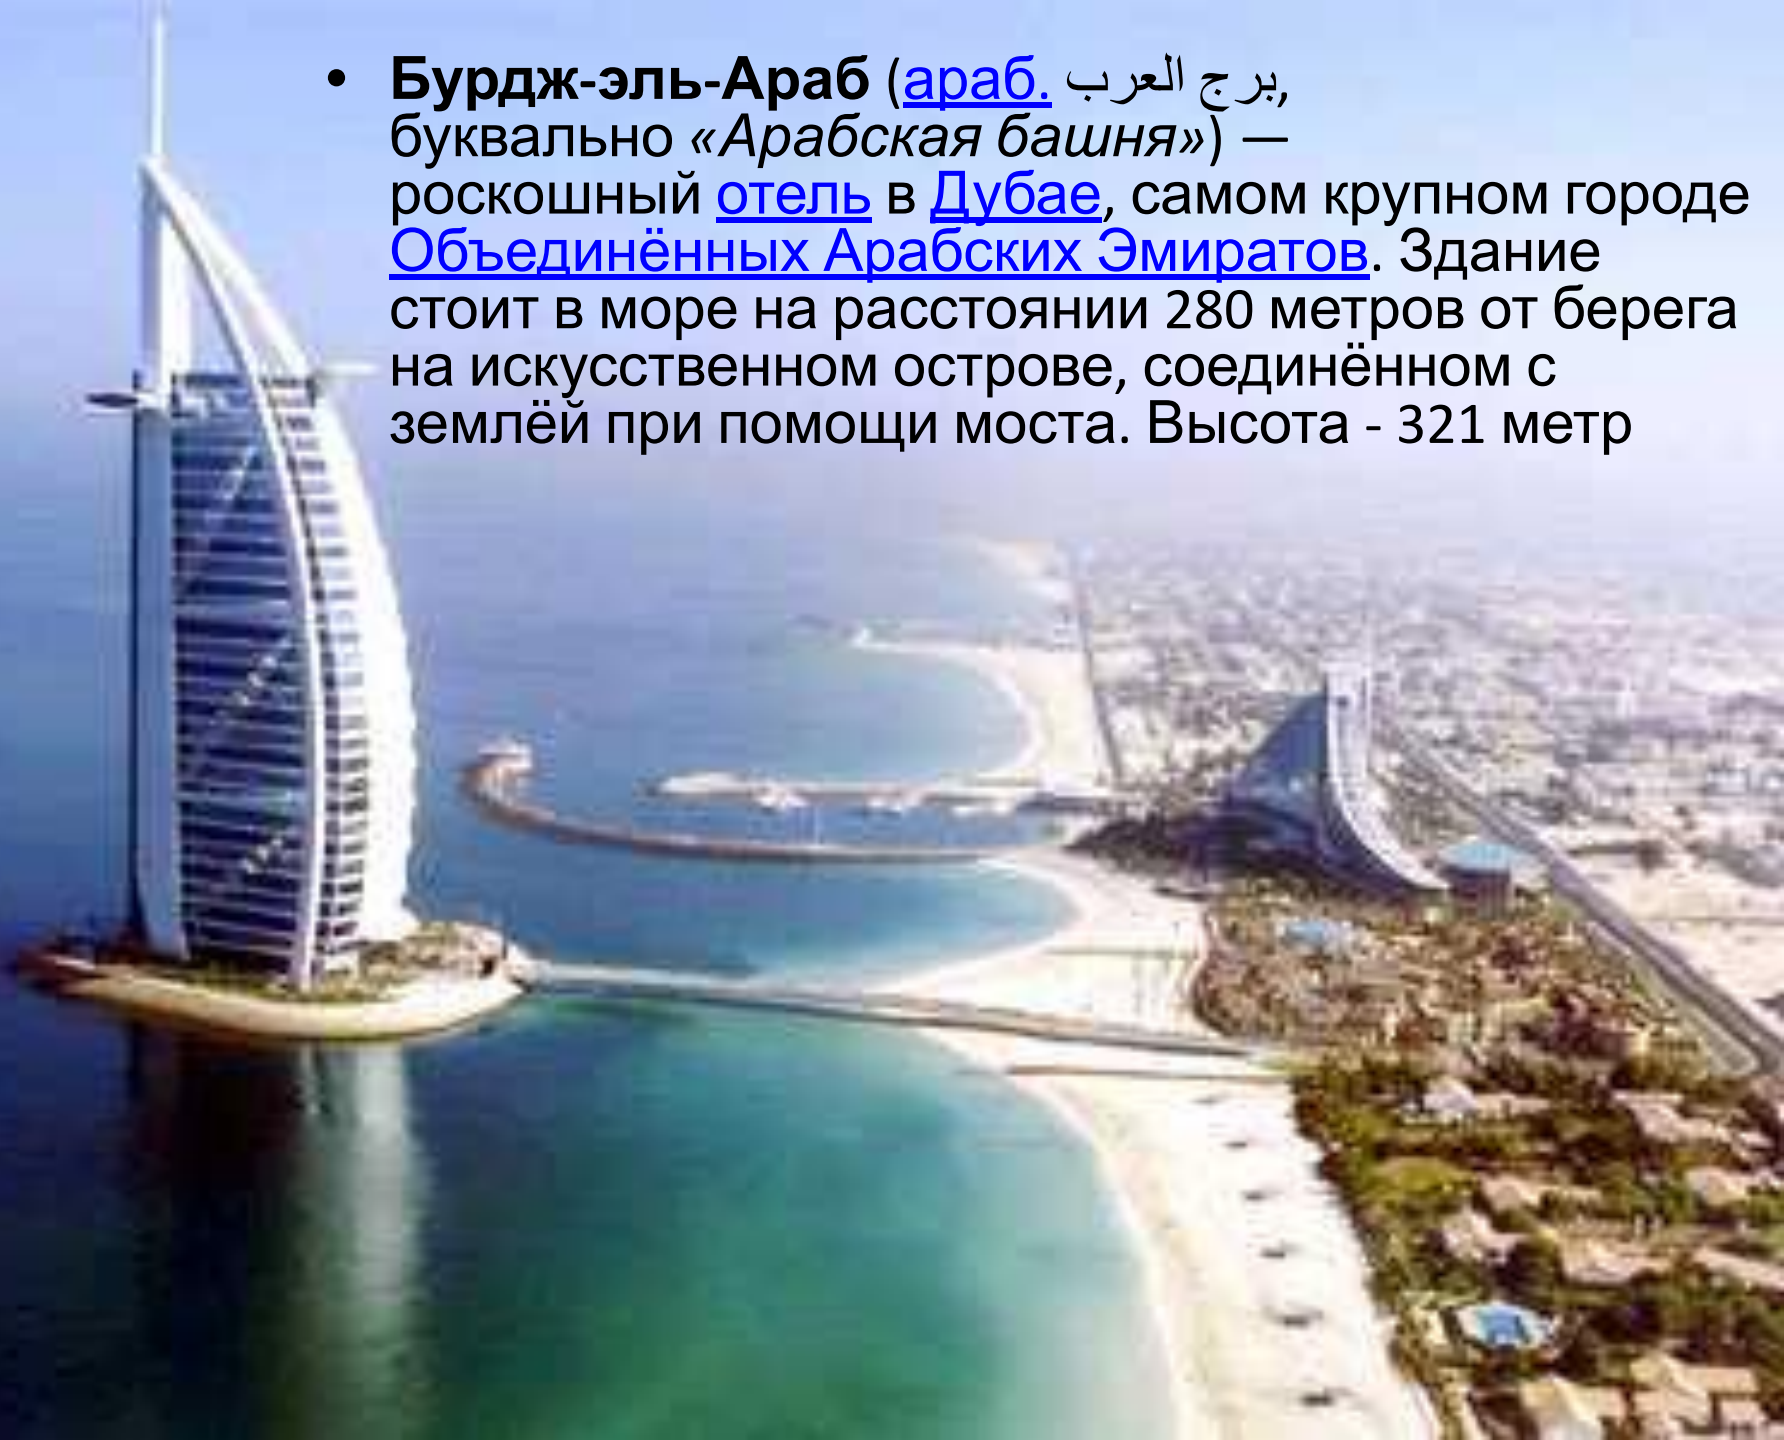 • Бурдж-эль-Араб (араб. برج العرب,
буквально «Арабская башня») —
роскошный отель в Дубае, самом крупном городе
Объединённых Арабских Эмиратов. Здание
стоит в море на расстоянии 280 метров от берега
на искусственном острове, соединённом с
землёй при помощи моста. Высота - 321 метр